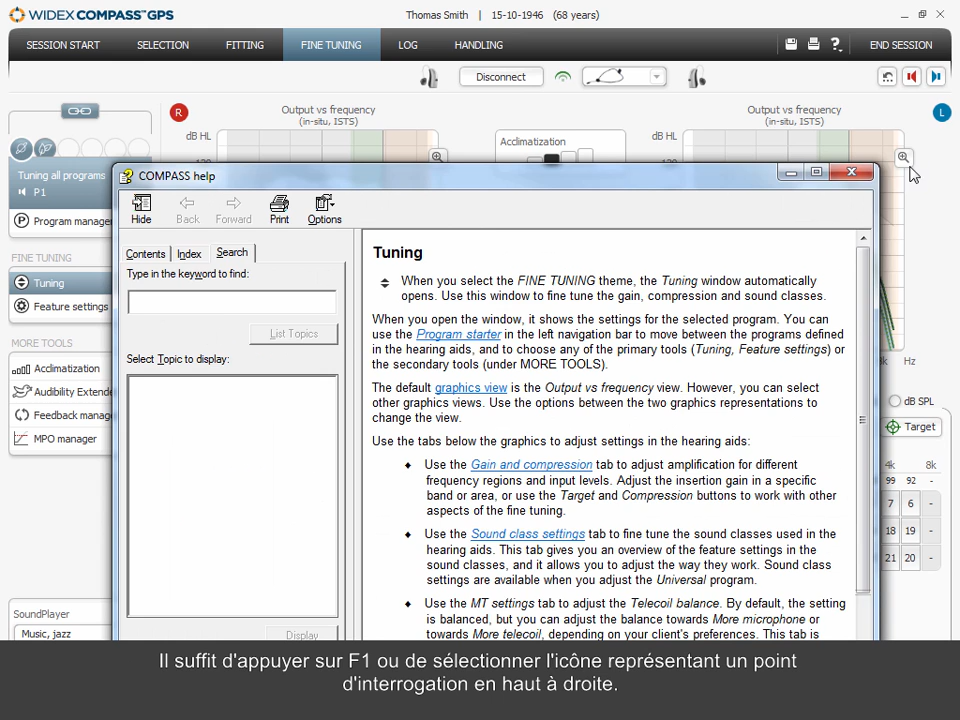 WIDEX COMPASS™ GPS
Thomas Smith | 15-10-1946 (68 years)
SESSION START SELECTION FITTING FINE TUNING LOG HANDLING END SESSION
Disconnect
R
L
Output vs frequency
(in-situ, ISTS)
dB HL
Acclimatization
Output vs frequency
(in-situ, ISTS)
dB HL
Tuning all programs
P1
Program manage
FINE TUNING
Tuning
Feature settings
MORE TOOLS
Acclimatization
Audibility Extende
Feedback manag
MPO manager
SoundPlayer
Music, jazz
COMPASS help
Hide Back Forward Print Options
Contents Index Search
Type in the keyword to find:
List Topics
Select Topic to display:
Display
Tuning
When you select the FINE TUNING theme, the Tuning window automatically
opens. Use this window to fine tune the gain, compression and sound classes.
When you open the window, it shows the settings for the selected program. You can
use the Program starter in the left navigation bar to move between the programs defined
in the hearing aids, and to choose any of the primary tools (Tuning, Feature settings) or
the secondary tools (under MORE TOOLS).
The default graphics view is the Output vs frequency view. However, you can select
other graphics views. Use the options between the two graphics representations to
change the view.
Use the tabs below the graphics to adjust settings in the hearing aids:
Use the Gain and compression tab to adjust amplification for different
frequency regions and input levels. Adjust the insertion gain in a specific
band or area, or use the Target and Compression buttons to work with other
aspects of the fine tuning.
Use the Sound class settings tab to fine tune the sound classes used in the
hearing aids. This tab gives you an overview of the feature settings in the
sound classes, and it allows you to adjust the way they work. Sound class
settings are available when you adjust the Universal program.
Use the MT settings tab to adjust the Telecoil balance. By default, the setting
is balanced, but you can adjust the balance towards More microphone or
towards More telecoil, depending on your client's preferences. This tab is
Hz
dB SPL
Target
4k 8k
99 92 -
7 6 -
18 19 -
21 20 -
Il suffit d'appuyer sur F1 ou de sélectionner l'icône représentant un point
d'interrogation en haut à droite.